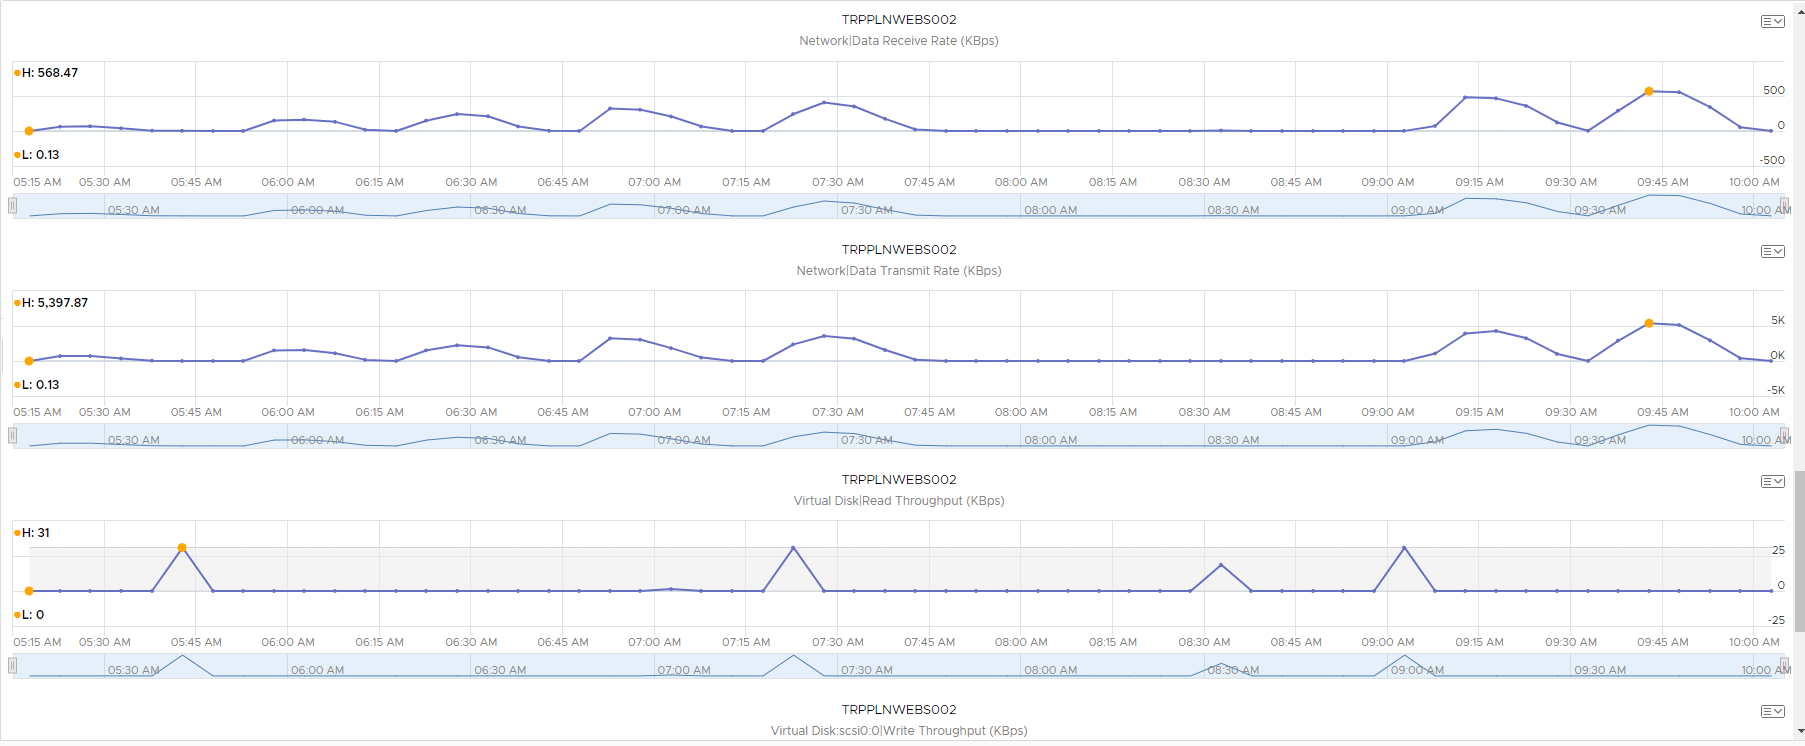 TRPPLNWEBS002
Network|Data Receive Rate (KBps)
H: 568.47
500
0
L: 0.13
-500
05:15 AM 05:30 AM 05:45 AM 06:00 AM 06:15 AM 06:30 AM 06:45 AM 07:00 AM 07:15 AM 07:30 AM 07:45 AM 08:00 AM 08:15 AM 08:30 AM 08:45 AM 09:00 AM 09:15 AM 09:30 AM 09:45 AM 10:00 AM
05:30 AM 06:00 AM 06:30 AM 07:00 AM 07:30 AM 08:00 AM 08:30 AM 09:00 AM 09:30 AM 10:00 AM
TRPPLNWEBS002
Network|Data Transmit Rate (KBps)
H: 5,397.87
5K
0K
L: 0.13
-5K
05:15 AM 05:30 AM 05:45 AM 06:00 AM 06:15 AM 06:30 AM 06:45 AM 07:00 AM 07:15 AM 07:30 AM 07:45 AM 08:00 AM 08:15 AM 08:30 AM 08:45 AM 09:00 AM 09:15 AM 09:30 AM 09:45 AM 10:00 AM
05:30 AM 06:00 AM 06:30 AM 07:00 AM 07:30 AM 08:00 AM 08:30 AM 09:00 AM 09:30 AM 10:00 AM
TRPPLNWEBS002
Virtual Disk|Read Throughput (KBps)
H: 31
25
0
L: 0
-25
05:15 AM 05:30 AM 05:45 AM 06:00 AM 06:15 AM 06:30 AM 06:45 AM 07:00 AM 07:15 AM 07:30 AM 07:45 AM 08:00 AM 08:15 AM 08:30 AM 08:45 AM 09:00 AM 09:15 AM 09:30 AM 09:45 AM 10:00 AM
05:30 AM 06:00 AM 06:30 AM 07:00 AM 07:30 AM 08:00 AM 08:30 AM 09:00 AM 09:30 AM 10:00 AM
TRPPLNWEBS002
Virtual Disk:scsi0:0|Write Throughput (KBps)